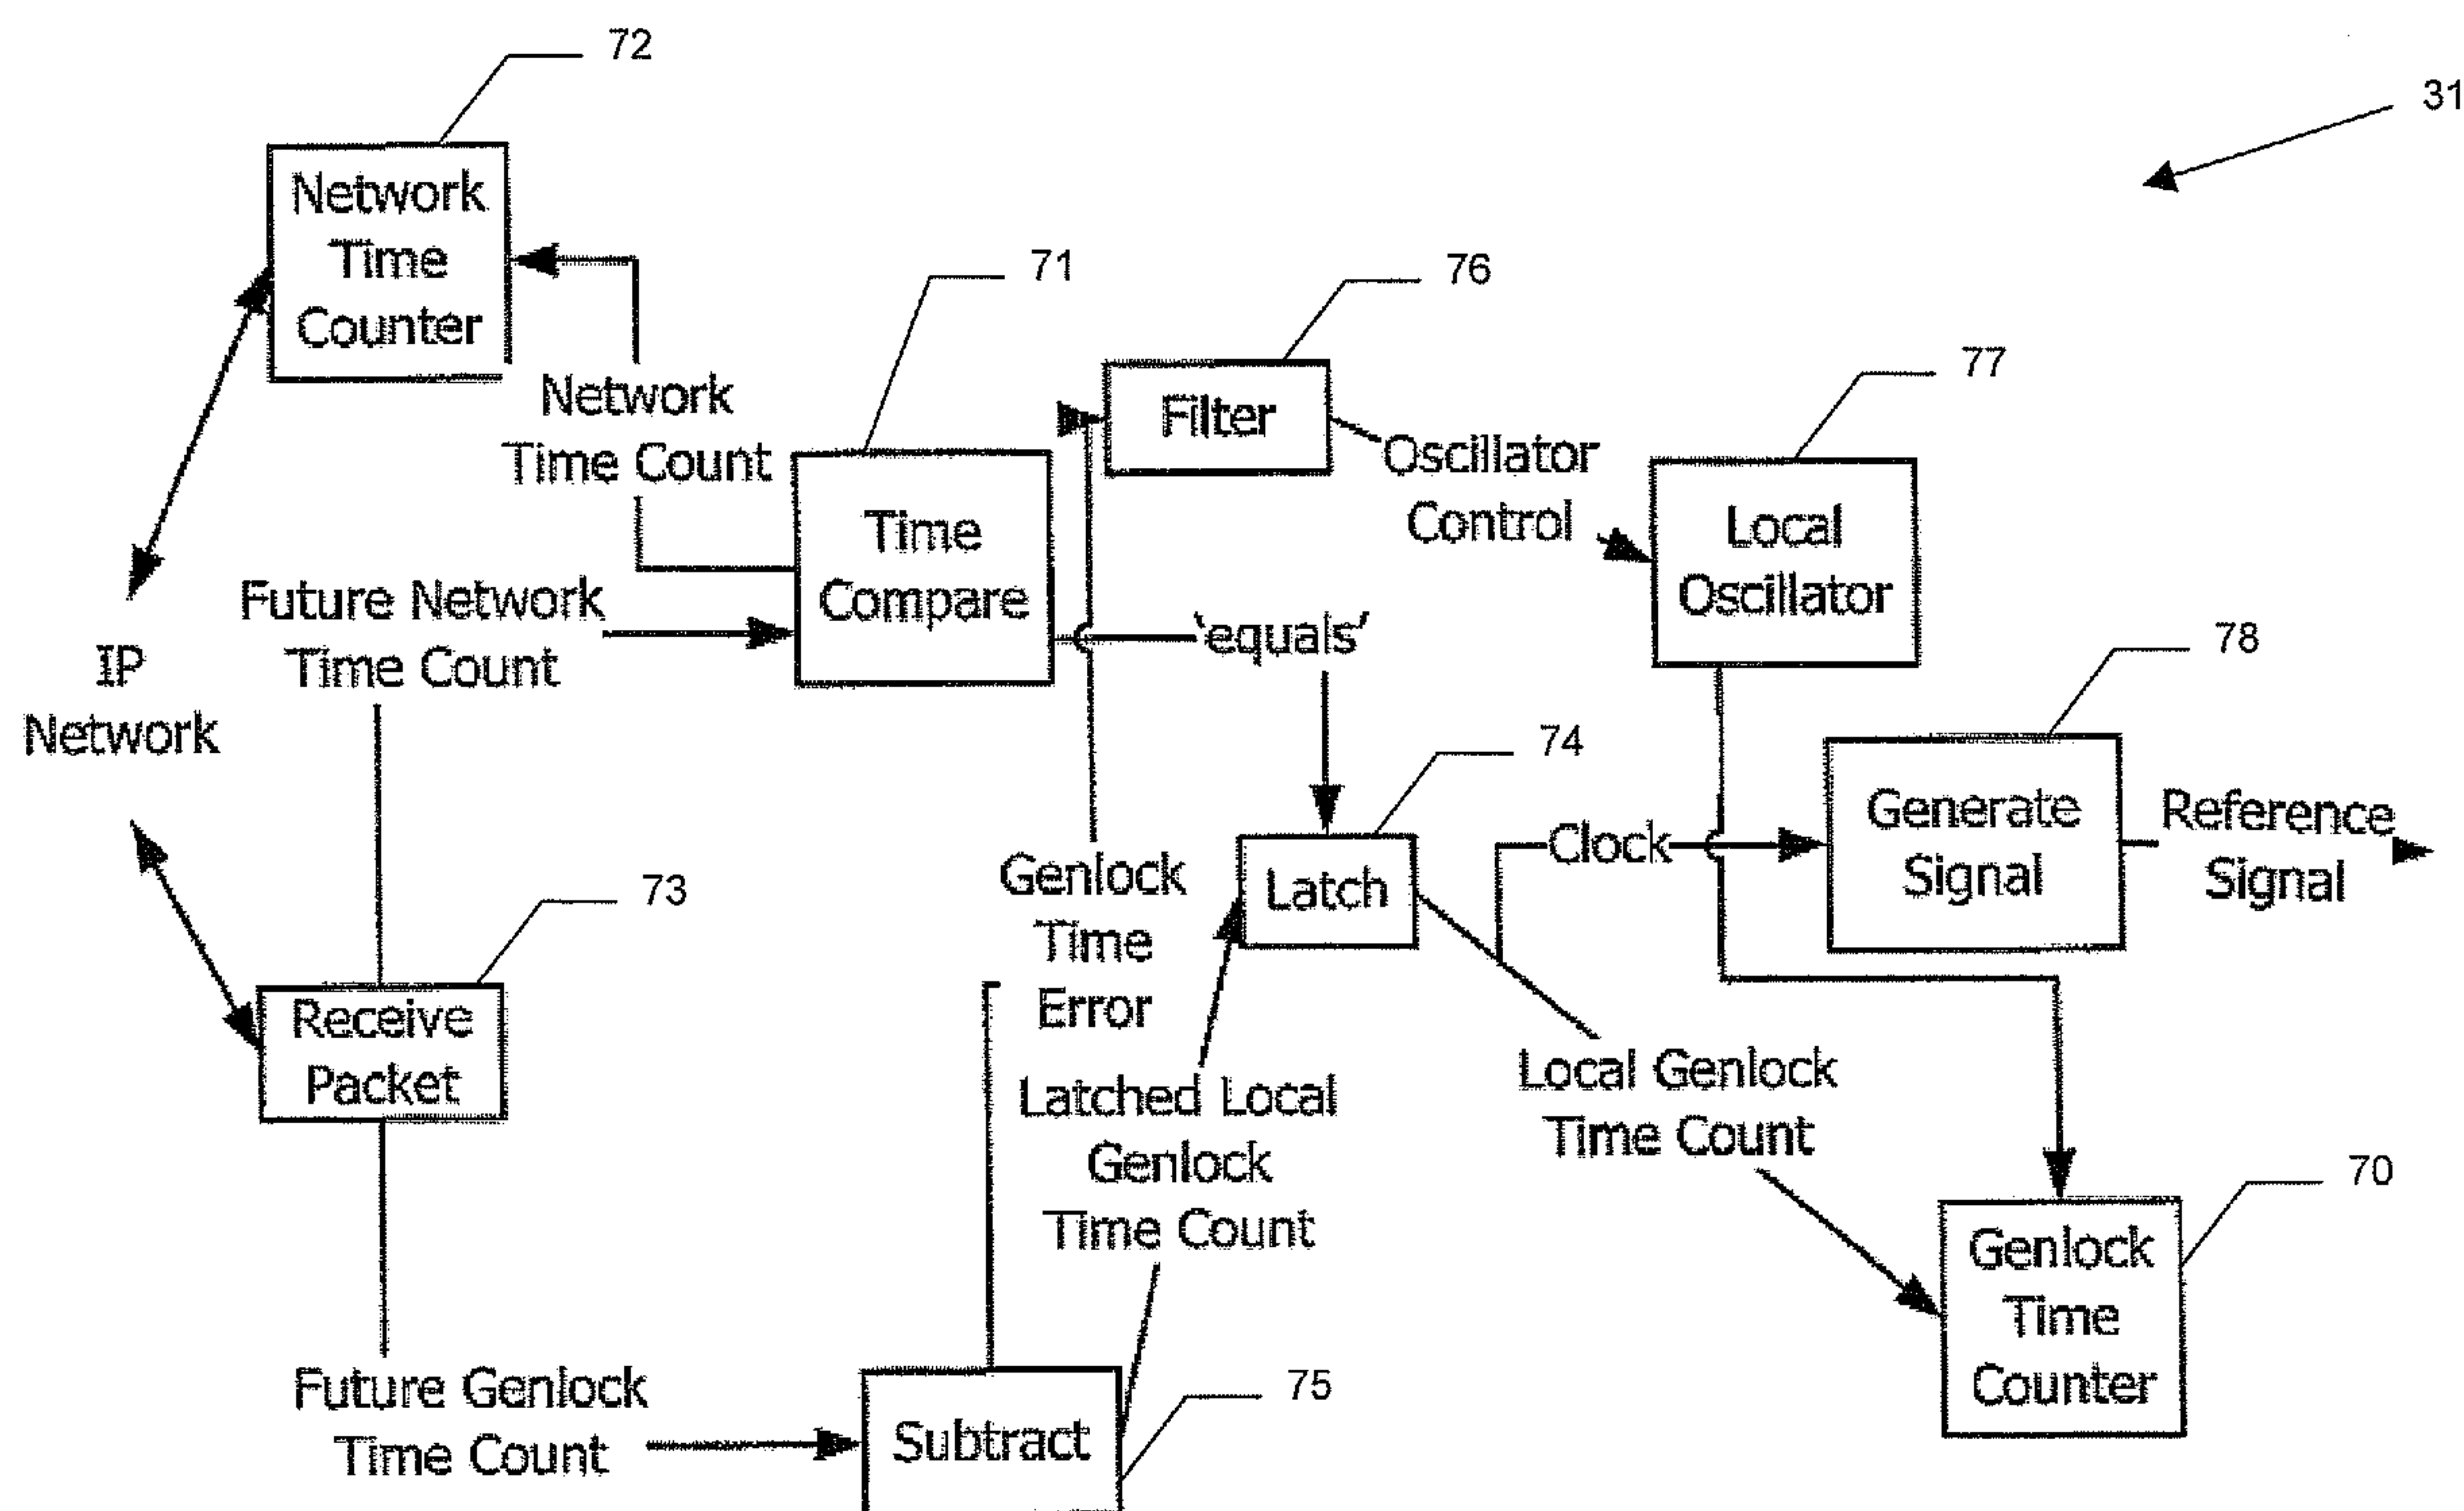 72
31
Network
Time
Counter
71
76
77
Network
Time Count
Filter
Oscillator
Control
Time
Compare
Local
Oscillator
Future Network
Time Count
'equals'
IP
Network
78
74
73
Genlock
Time
Error
Latch
Clock
Generate
Signal
Reference
Signal
Receive
Packet
Latched Local
Genlock
Time Count
Local Genlock
Time Count
70
Genlock
Time
Counter
Future Genlock
Time Count
Subtract
75